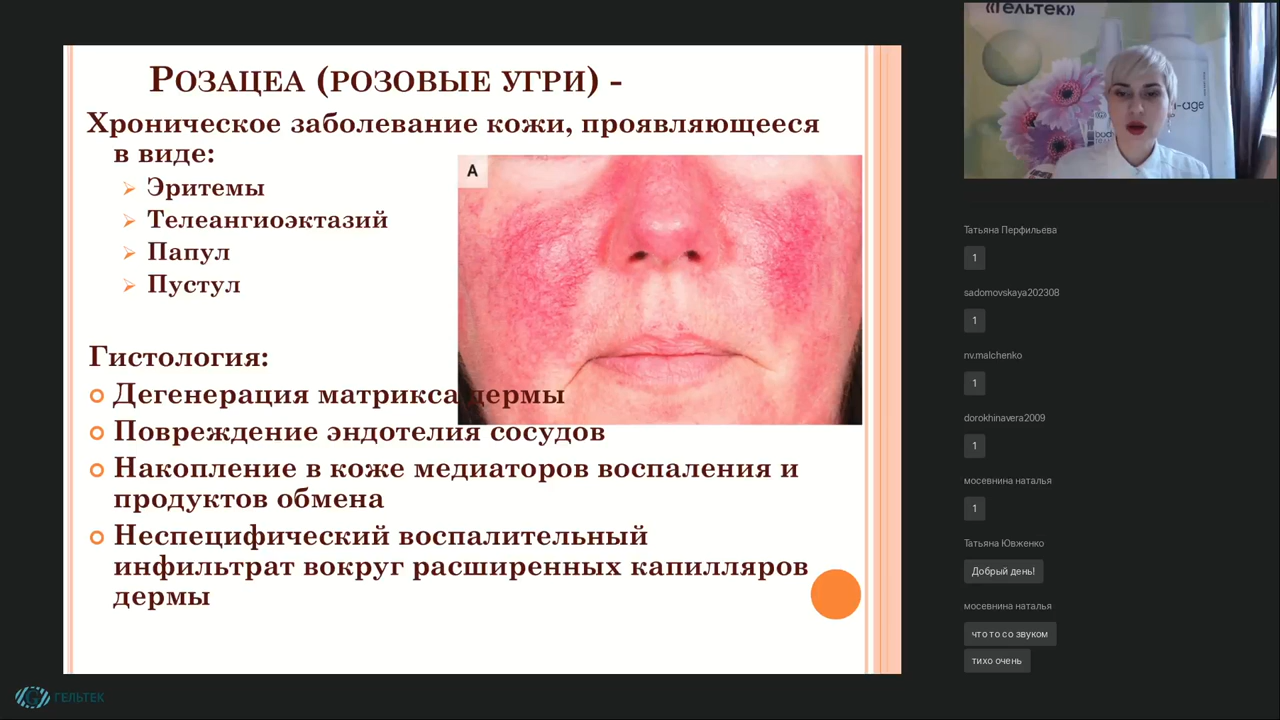 Розацеа (розовые угри) -
Хроническое заболевание кожи, проявляющееся
в виде:
Эритемы
Телеангиоэктазий
Папул
Пустул
A
Гистология:
Дегенерация матрикса дермы
Повреждение эндотелия сосудов
Накопление в коже медиаторов воспаления и
продуктов обмена
Неспецифический воспалительный
инфильтрат вокруг расширенных капилляров
дермы
ГЕЛЬТЕК
«Гельтек»
-age
body
Татьяна Перфильева
1
sadomovskaya202308
1
nv.malchenko
1
dorokhinavera2009
1
мосевнина наталья
1
Татьяна Ювженко
Добрый день!
мосевнина наталья
что то со звуком
тихо очень